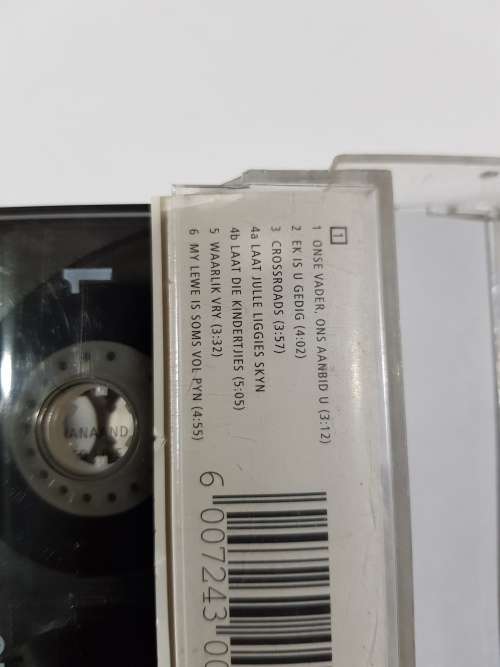 1
1 ONSE VADER, ONS AANBID U (3:12)
2 EK IS U GEDIG (4:02)
3 CROSSROADS (3:57)
4a LAAT JULLE LIGGIES SKYN
4b LAAT DIE KINDERTJIES (5:05)
5 WAARLIK VRY (3:32)
6 MY LEWE IS SOMS VOL PYN (4:55)
6 007243 00
1